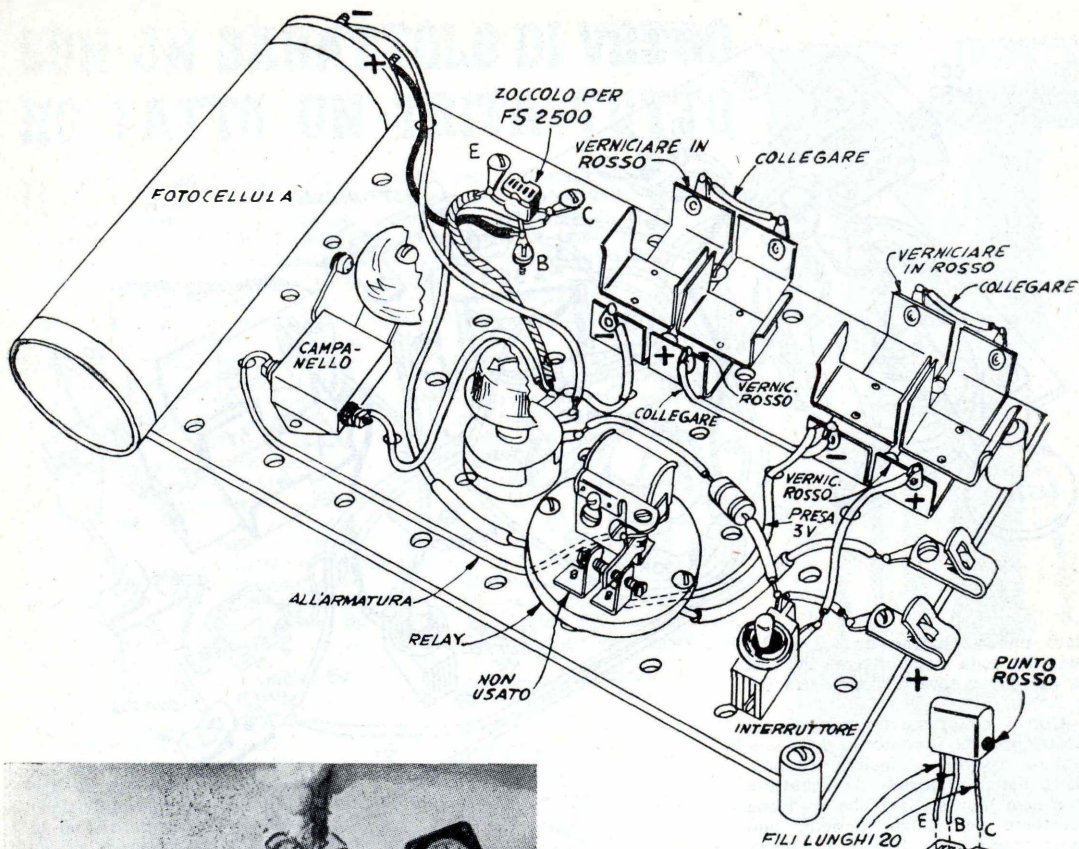 -
+
ZOCCOLO PER
FS 2500
VERNICIARE IN
ROSSO
COLLEGARE
E
C
B
FOTOCELLULA
VERNICIARE
IN ROSSO
COLLEGARE
CAMPA-
NELLO
-
+
VERNIC.
ROSSO
COLLEGARE
-
VERNIC.
ROSSO
+
PRESA
3V
ALL'ARMATURA
RELAY
NON
USATO
+
INTERRUTTORE
PUNTO
ROSSO
FILI LUNGHI 20
E B C